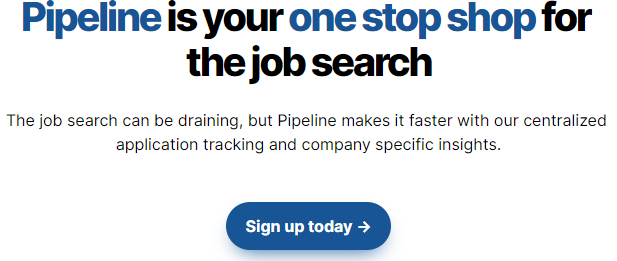 Pipeline is your one stop shop for
the job search
The job search can be draining, but Pipeline makes it faster with our centralized
application tracking and company specific insights.
Sign up today →